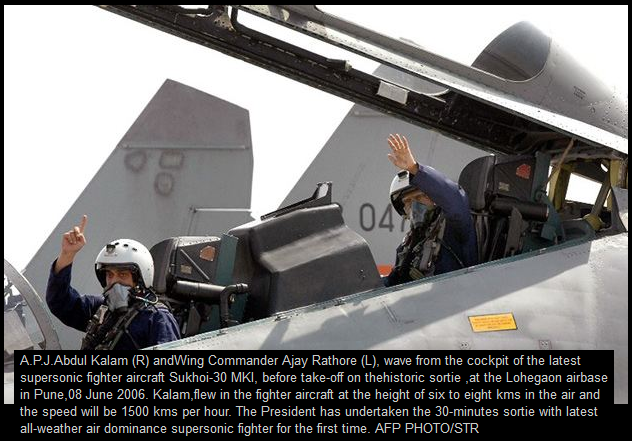 047
A.P.J.Abdul Kalam (R) andWing Commander Ajay Rathore (L), wave from the cockpit of the latest
supersonic fighter aircraft Sukhoi-30 MKI, before take-off on thehistoric sortie ,at the Lohegaon airbase
in Pune,08 June 2006. Kalam,flew in the fighter aircraft at the height of six to eight kms in the air and
the speed will be 1500 kms per hour. The President has undertaken the 30-minutes sortie with latest
all-weather air dominance supersonic fighter for the first time. AFP PHOTO/STR